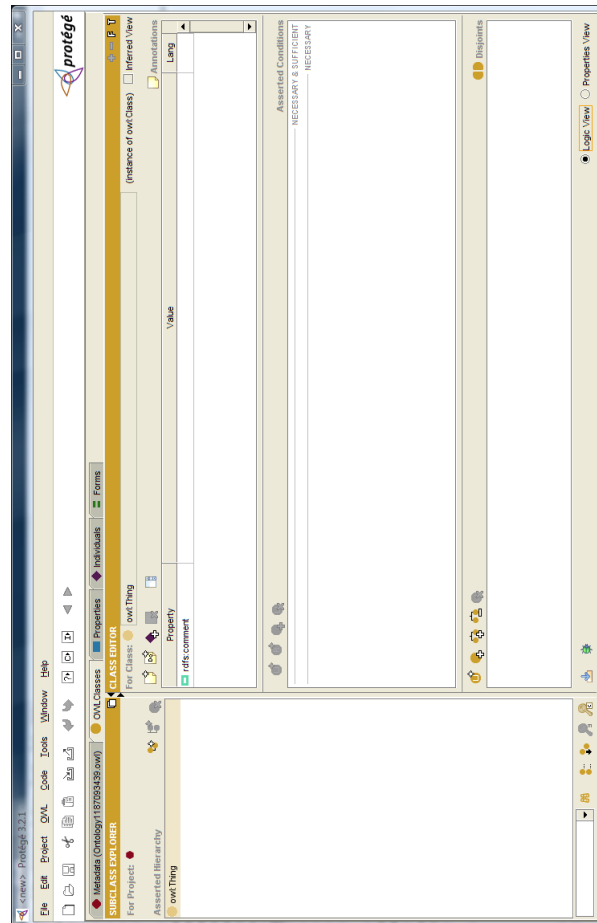 <new> Protégé 3.2.1
File Edit Project OWL Code Tools Window Help
protégé
Metadata (Ontology1187093439.owl) OWLClasses Properties Individuals Forms
SUBCLASS EXPLORER
For Project:
Asserted Hierarchy
owl:Thing
CLASS EDITOR + − F T
For Class: owl:Thing (instance of owl:Class) Inferred View
Annotations
Property Value Lang
rdfs:comment
Asserted Conditions
NECESSARY & SUFFICIENT
NECESSARY
Disjoints
Logic View Properties View